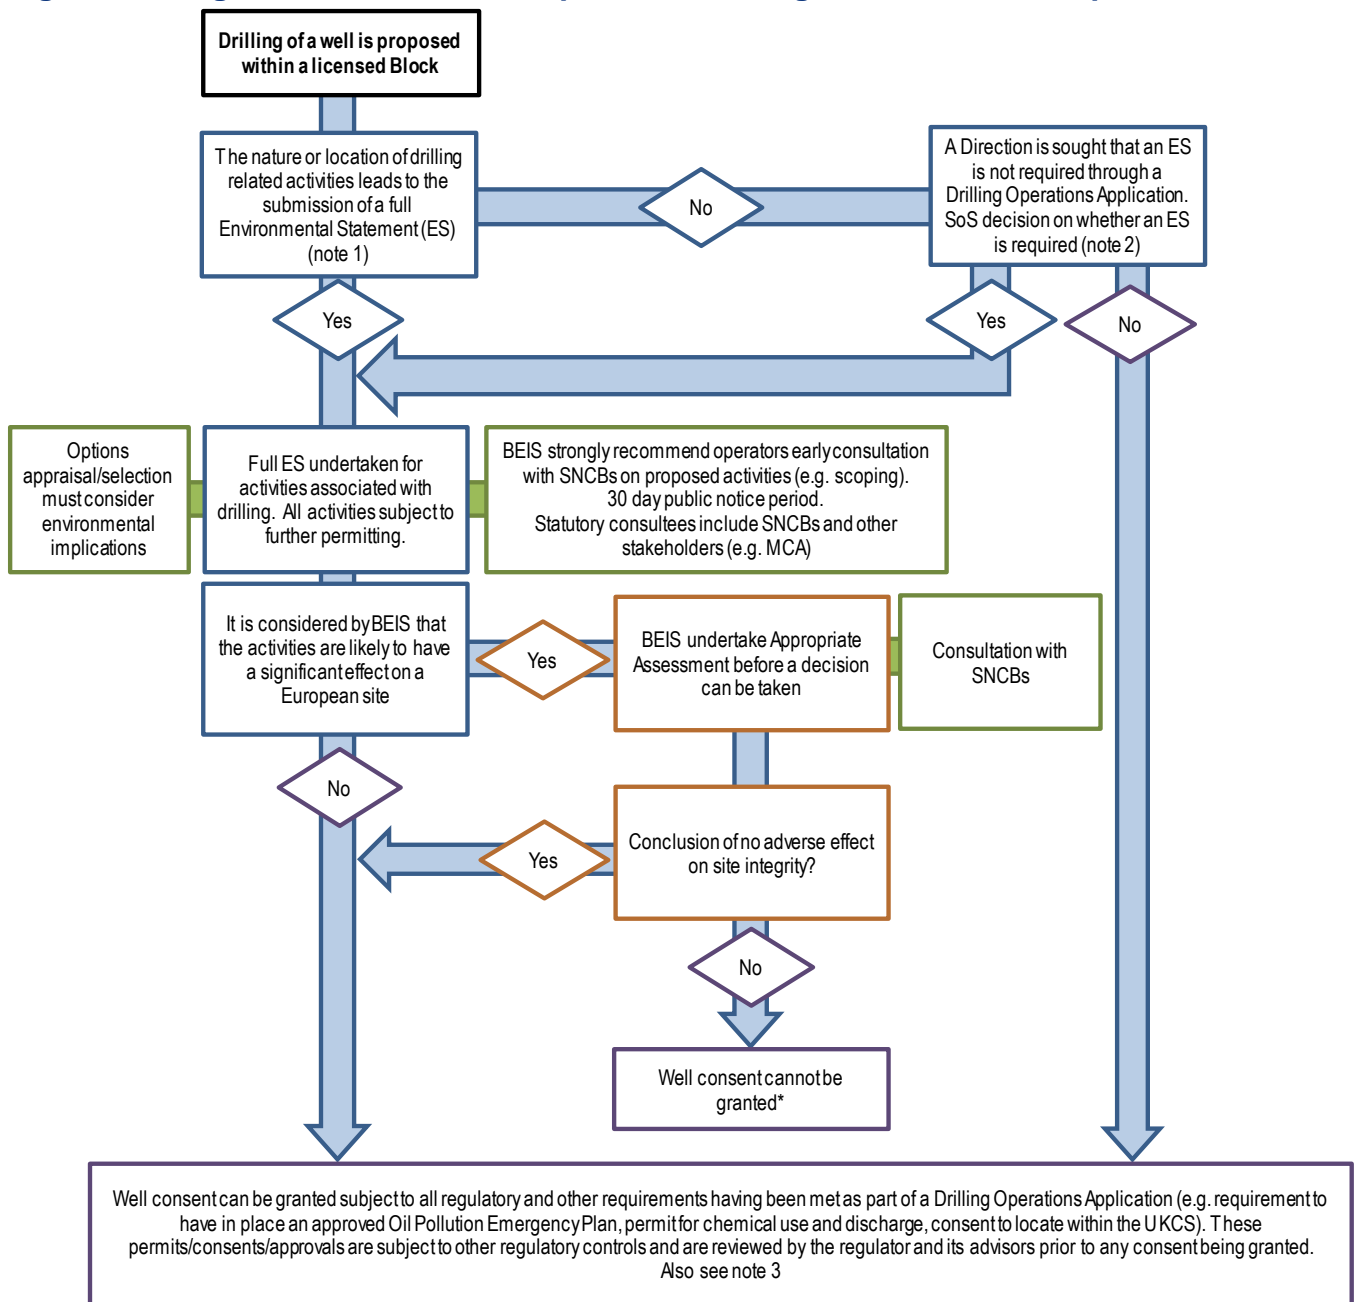 Drilling of a well is proposed
within a licensed Block
The nature or location of drilling
related activities leads to the
submission of a full
Environmental Statement (ES)
(note 1)
No
A Direction is sought that an ES
is not required through a
Drilling Operations Application.
SoS decision on whether an ES
is required (note 2)
Yes
Yes
No
Options
appraisal/selection
must consider
environmental
implications
Full ES undertaken for
activities associated with
drilling. All activities subject to
further permitting.
BEIS strongly recommend operators early consultation
with SNCBs on proposed activities (e.g. scoping).
30 day public notice period.
Statutory consultees include SNCBs and other
stakeholders (e.g. MCA)
It is considered by BEIS that
the activities are likely to have
a significant effect on a
European site
Yes
BEIS undertake Appropriate
Assessment before a decision
can be taken
Consultation with
SNCBs
No
Yes
Conclusion of no adverse effect
on site integrity?
No
Well consent cannot be
granted*
Well consent can be granted subject to all regulatory and other requirements having been met as part of a Drilling Operations Application (e.g. requirement to
have in place an approved Oil Pollution Emergency Plan, permit for chemical use and discharge, consent to locate within the UKCS). These
permits/consents/approvals are subject to other regulatory controls and are reviewed by the regulator and its advisors prior to any consent being granted.
Also see note 3